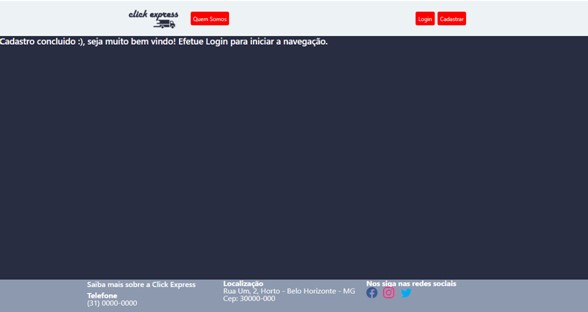 click express
Quem Somos
Login
Cadastrar
Cadastro concluido :), seja muito bem vindo! Efetue Login para iniciar a navegação.
Saiba mais sobre a Click Express
Telefone
(31) 0000-0000
Localização
Rua Um, 2, Horto - Belo Horizonte - MG
Cep: 30000-000
Nos siga nas redes sociais